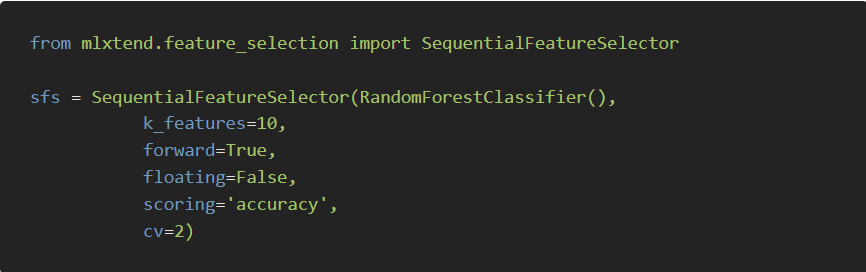 from mlxtend.feature_selection import SequentialFeatureSelector
sfs = SequentialFeatureSelector(RandomForestClassifier(),
k_features=10,
forward=True,
floating=False,
scoring='accuracy',
cv=2)